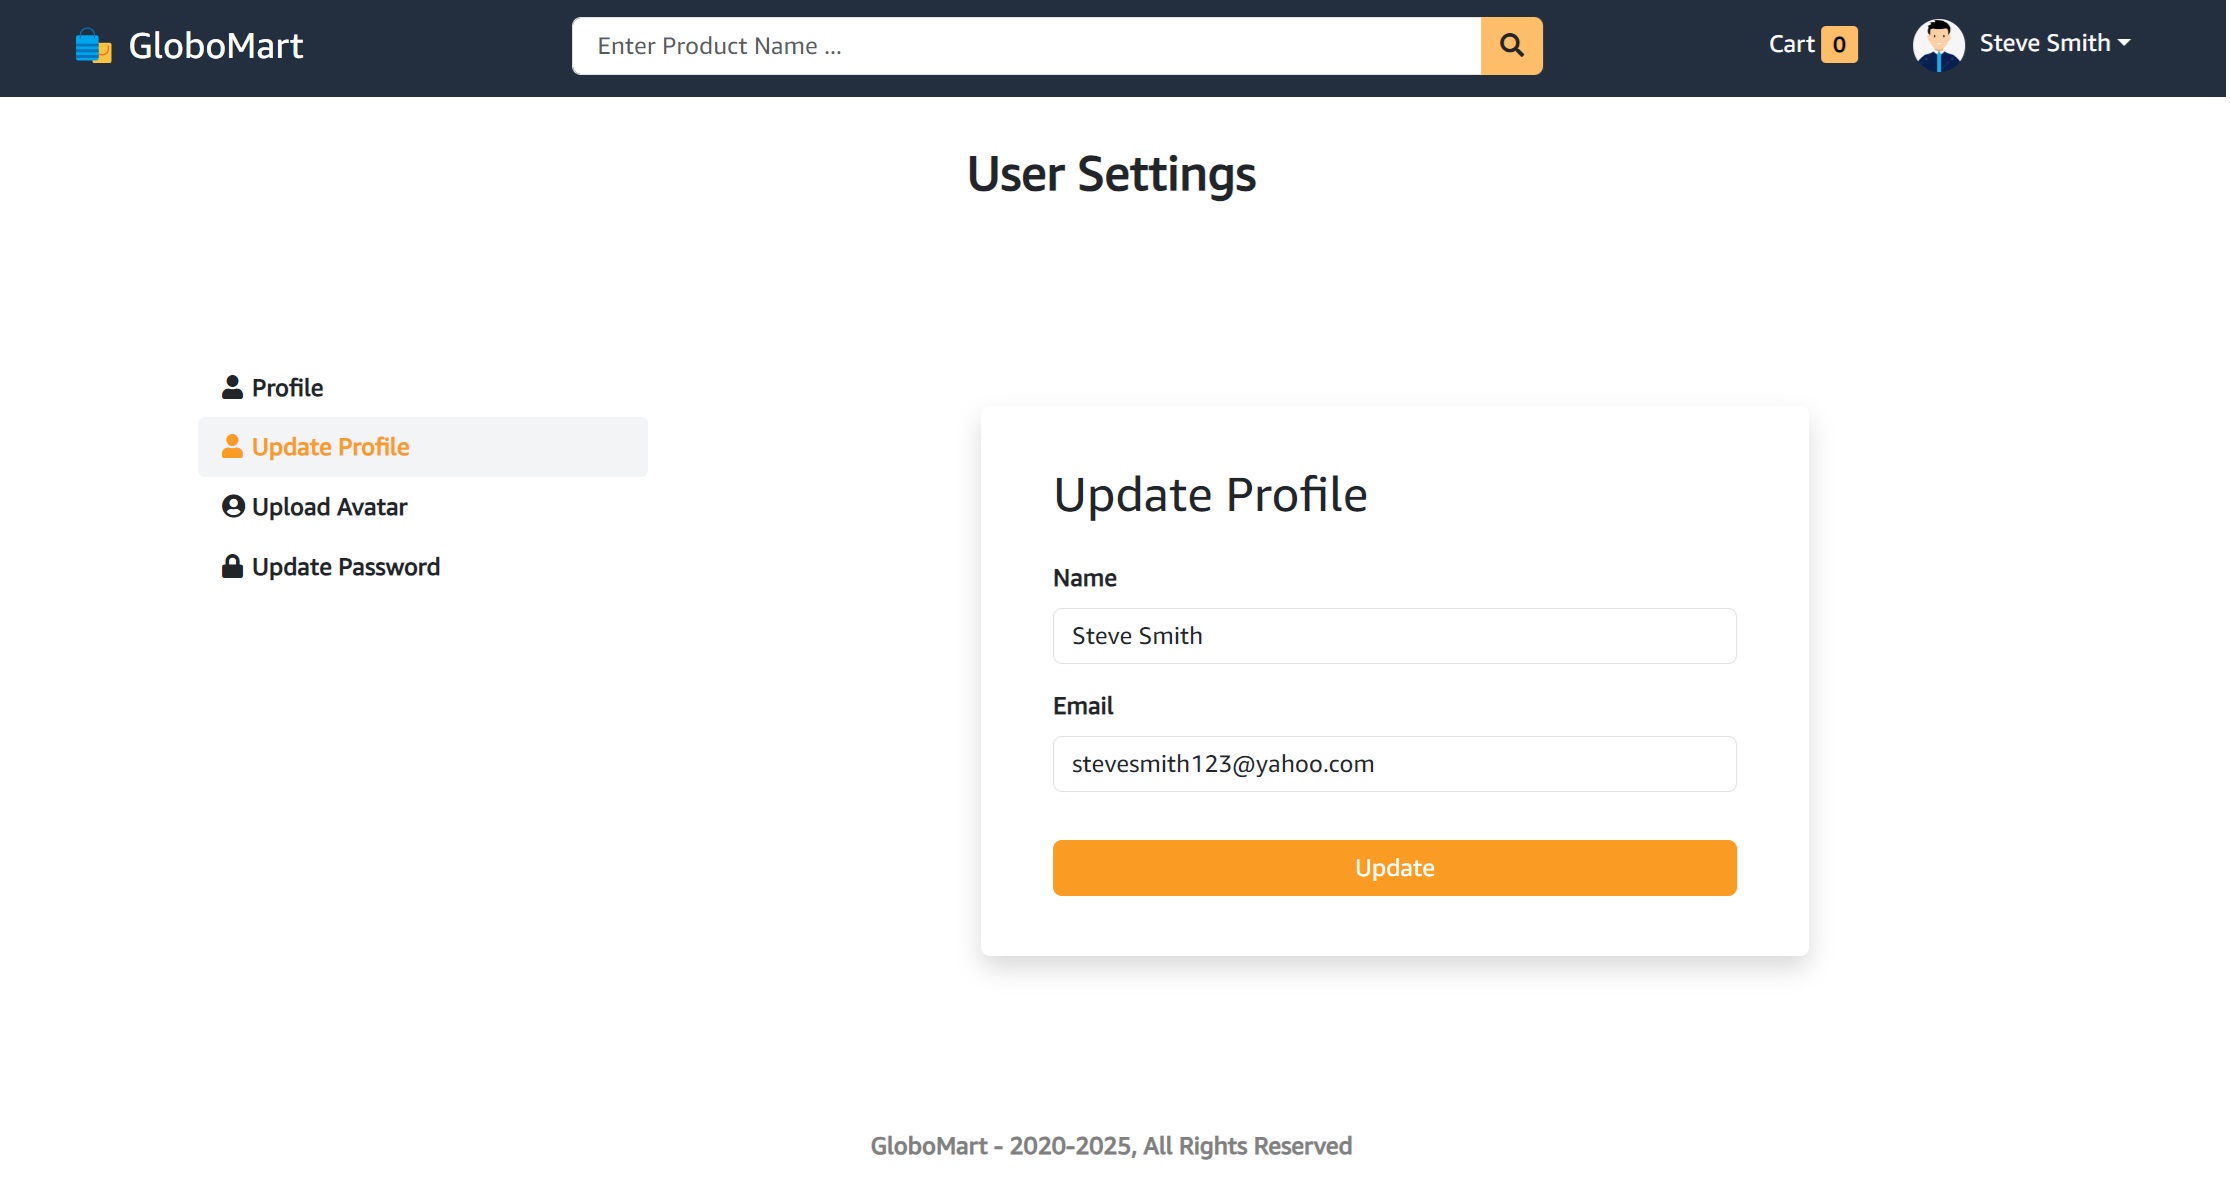 GloboMart
Enter Product Name ...
Cart 0
Steve Smith
User Settings
Profile
Update Profile
Upload Avatar
Update Password
Update Profile
Name
Steve Smith
Email
stevesmith123@yahoo.com
Update
GloboMart - 2020-2025, All Rights Reserved